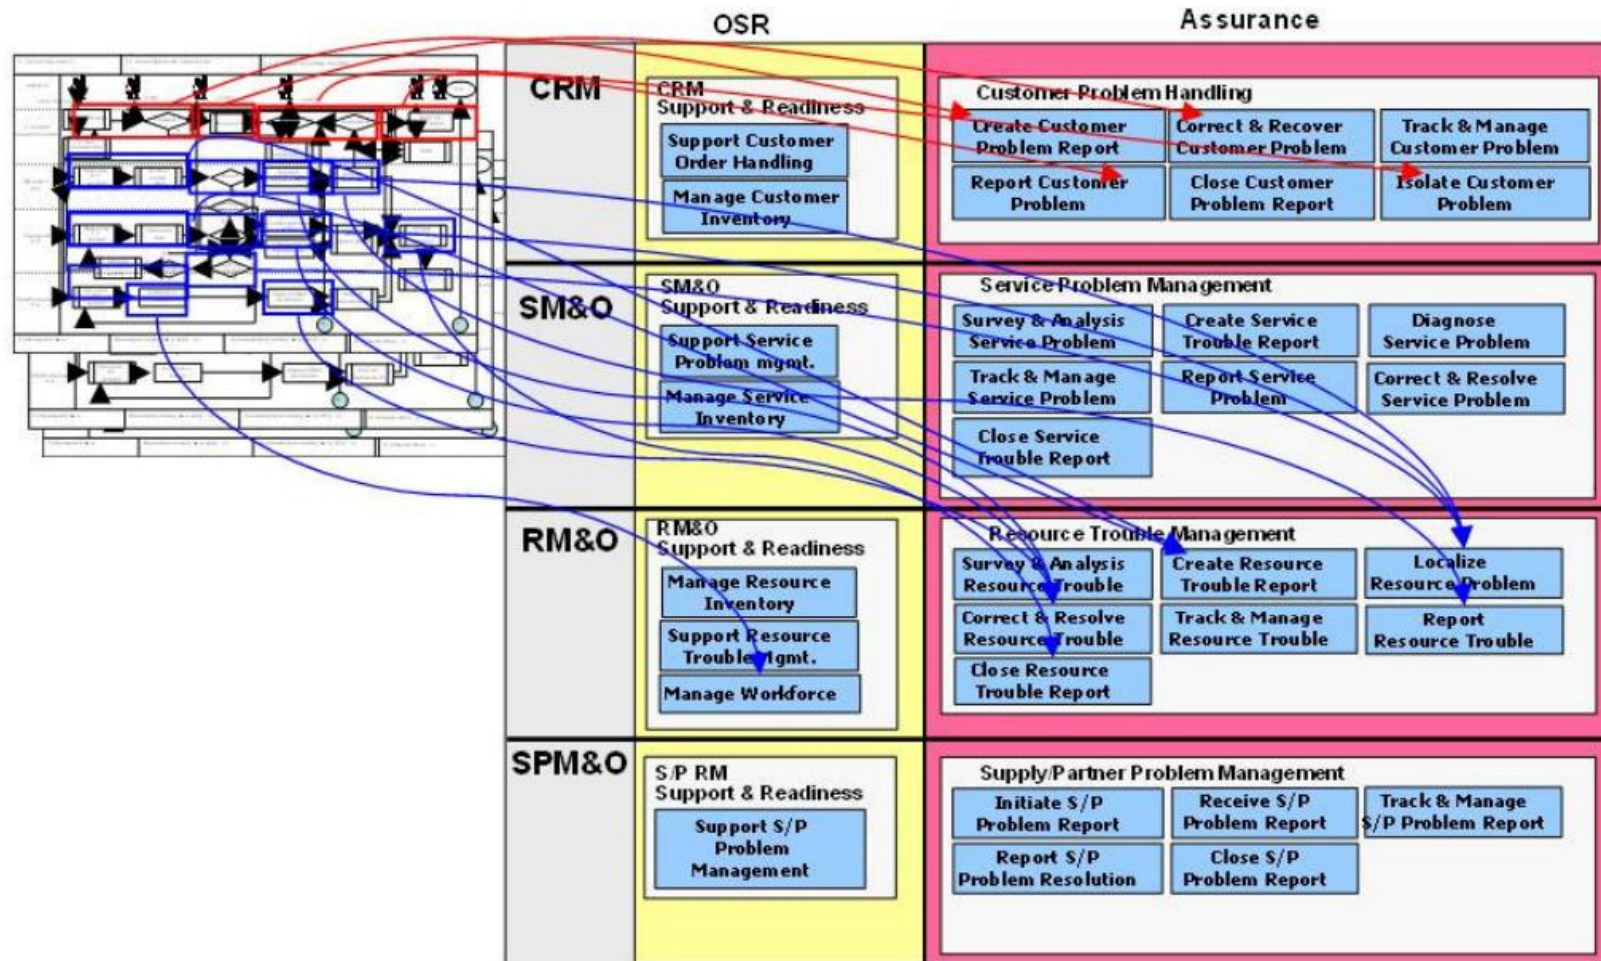 OSR
Assurance
CRM
CRM
Support & Readiness
Support Customer
Order Handling
Manage Customer
Inventory
Customer Problem Handling
Create Customer
Problem Report
Correct & Recover
Customer Problem
Track & Manage
Customer Problem
Report Customer
Problem
Close Customer
Problem Report
Isolate Customer
Problem
SM&O
SM&O
Support & Readiness
Support Service
Problem mgmt.
Manage Service
Inventory
Service Problem Management
Survey & Analysis
Service Problem
Create Service
Trouble Report
Diagnose
Service Problem
Track & Manage
Service Problem
Report Service
Problem
Correct & Resolve
Service Problem
Close Service
Trouble Report
RM&O
RM&O
Support & Readiness
Manage Resource
Inventory
Support Resource
Trouble Mgmt.
Manage Workforce
Resource Trouble Management
Survey & Analysis
Resource Trouble
Create Resource
Trouble Report
Localize
Resource Problem
Correct & Resolve
Resource Trouble
Track & Manage
Resource Trouble
Report
Resource Trouble
Close Resource
Trouble Report
SPM&O
S/P RM
Support & Readiness
Support S/P
Problem
Management
Supply/Partner Problem Management
Initiate S/P
Problem Report
Receive S/P
Problem Report
Track & Manage
S/P Problem Report
Report S/P
Problem Resolution
Close S/P
Problem Report